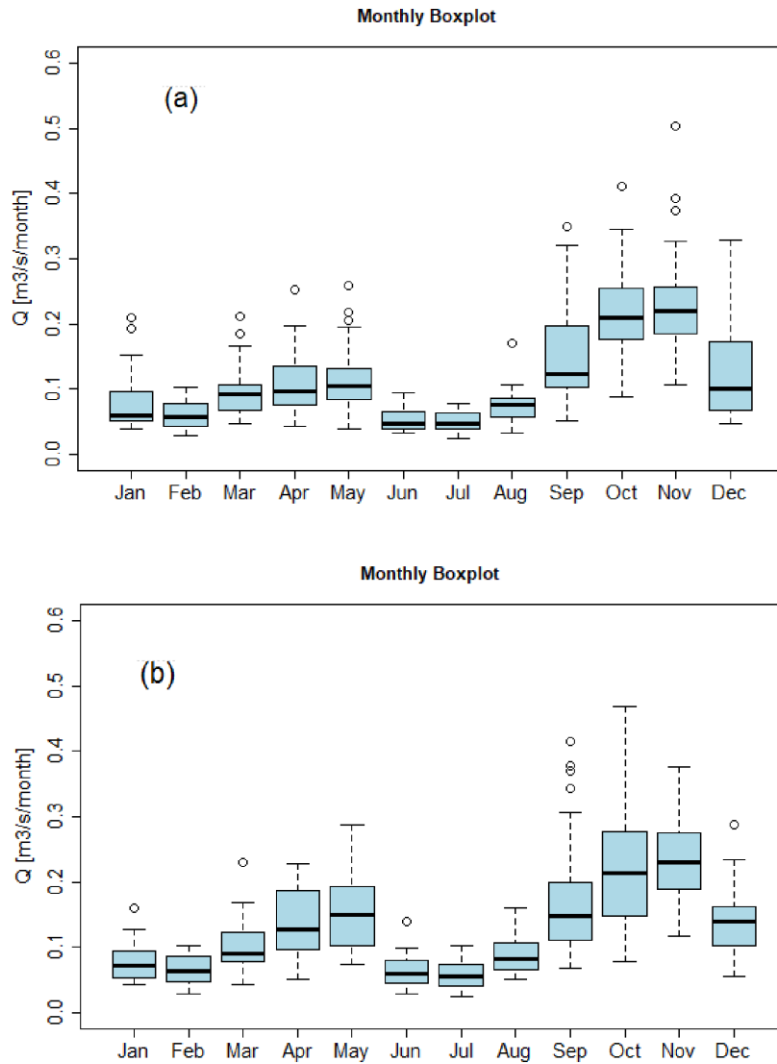 Monthly Boxplot
(a)
Q [m3/s/month]
0.6
0.5
0.4
0.3
0.2
0.1
0.0
Jan Feb Mar Apr May Jun Jul Aug Sep Oct Nov Dec
Monthly Boxplot
(b)
Q [m3/s/month]
0.6
0.5
0.4
0.3
0.2
0.1
0.0
Jan Feb Mar Apr May Jun Jul Aug Sep Oct Nov Dec